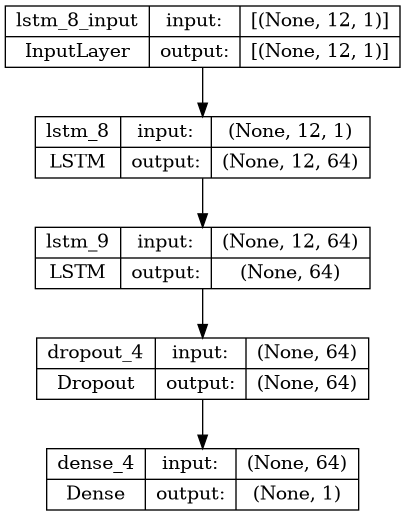 lstm_8_input input: [(None, 12, 1)]
InputLayer output: [(None, 12, 1)]
lstm_8 input: (None, 12, 1)
LSTM output: (None, 12, 64)
lstm_9 input: (None, 12, 64)
LSTM output: (None, 64)
dropout_4 input: (None, 64)
Dropout output: (None, 64)
dense_4 input: (None, 64)
Dense output: (None, 1)